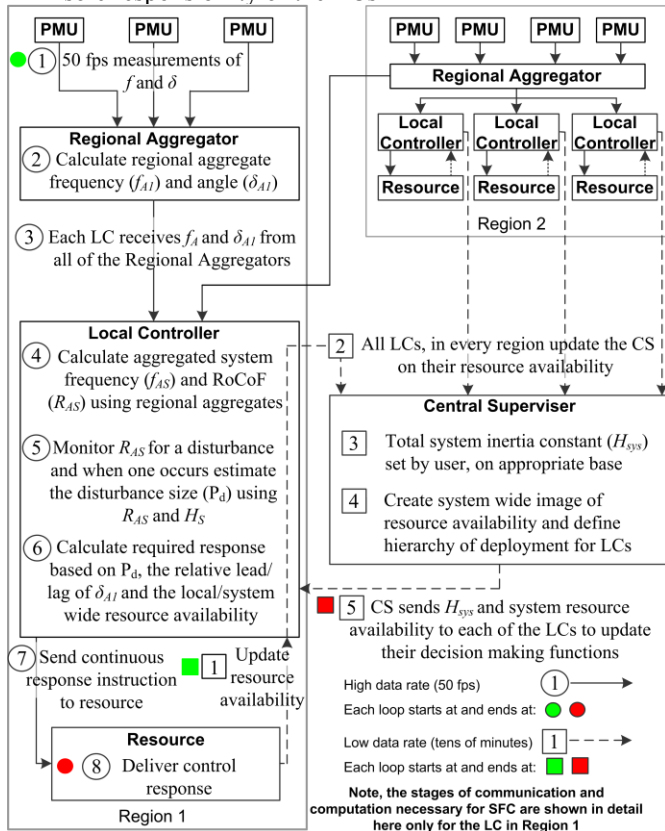 PMU PMU PMU
1 50 fps measurements of
f and δ
Regional Aggregator
2 Calculate regional aggregate
frequency (fA1) and angle (δA1)
3 Each LC receives fA and δA1 from
all of the Regional Aggregators
Local Controller
4 Calculate aggregated system
frequency (fAS) and RoCoF
(RAS) using regional aggregates
5 Monitor RAS for a disturbance
and when one occurs estimate
the disturbance size (Pd) using
RAS and HS
6 Calculate required response
based on Pd, the relative lead/
lag of δA1 and the local/system
wide resource availability
7 Send continuous
response instruction
to resource
1 Update
resource
availability
Resource
8 Deliver control
response
Region 1
PMU PMU PMU PMU
Regional Aggregator
Local
Controller
Local
Controller
Local
Controller
Resource Resource Resource
Region 2
2 All LCs, in every region update the CS
on their resource availability
Central Superviser
3 Total system inertia constant (Hsys)
set by user, on appropriate base
4 Create system wide image of
resource availability and define
hierarchy of deployment for LCs
5 CS sends Hsys and system resource
availability to each of the LCs to update
their decision making functions
High data rate (50 fps) 1
Each loop starts at and ends at:
Low data rate (tens of minutes) 1
Each loop starts at and ends at:
Note, the stages of communication and
computation necessary for SFC are shown in detail
here only for the LC in Region 1